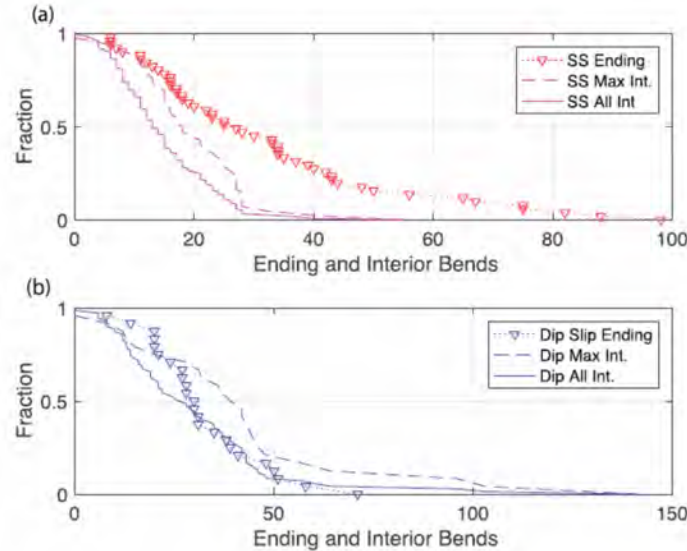 (a)
1
0.5
0
Fraction
SS Ending
SS Max Int.
SS All Int
0
20
40
60
80
100
Ending and Interior Bends
(b)
1
0.5
0
Fraction
Dip Slip Ending
Dip Max Int.
Dip All Int.
0
50
100
150
Ending and Interior Bends